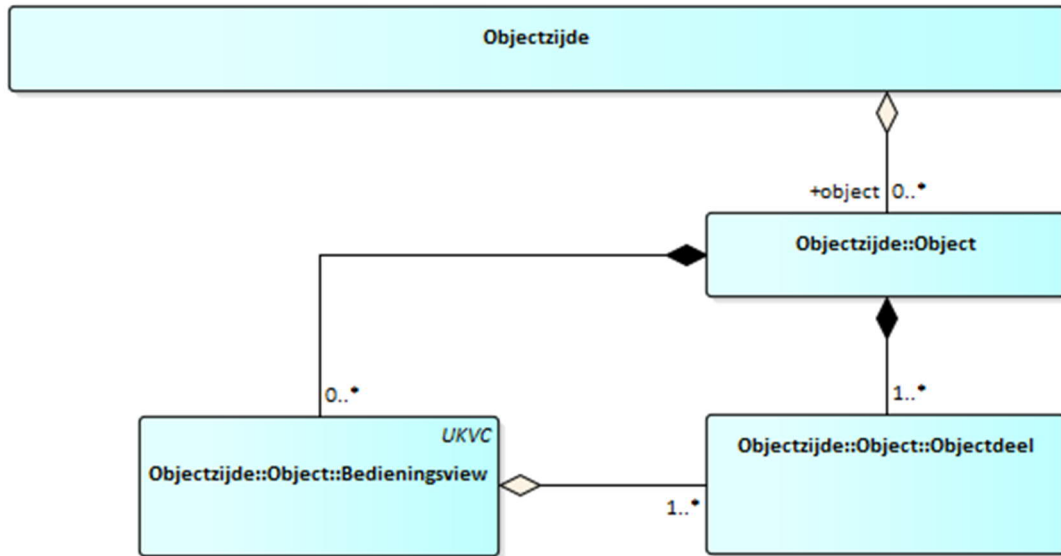 Objectzijde
+object 0..*
Objectzijde::Object
0..*
1..*
UKVC
Objectzijde::Object::Bedieningsview
Objectzijde::Object::Objectdeel
1..*